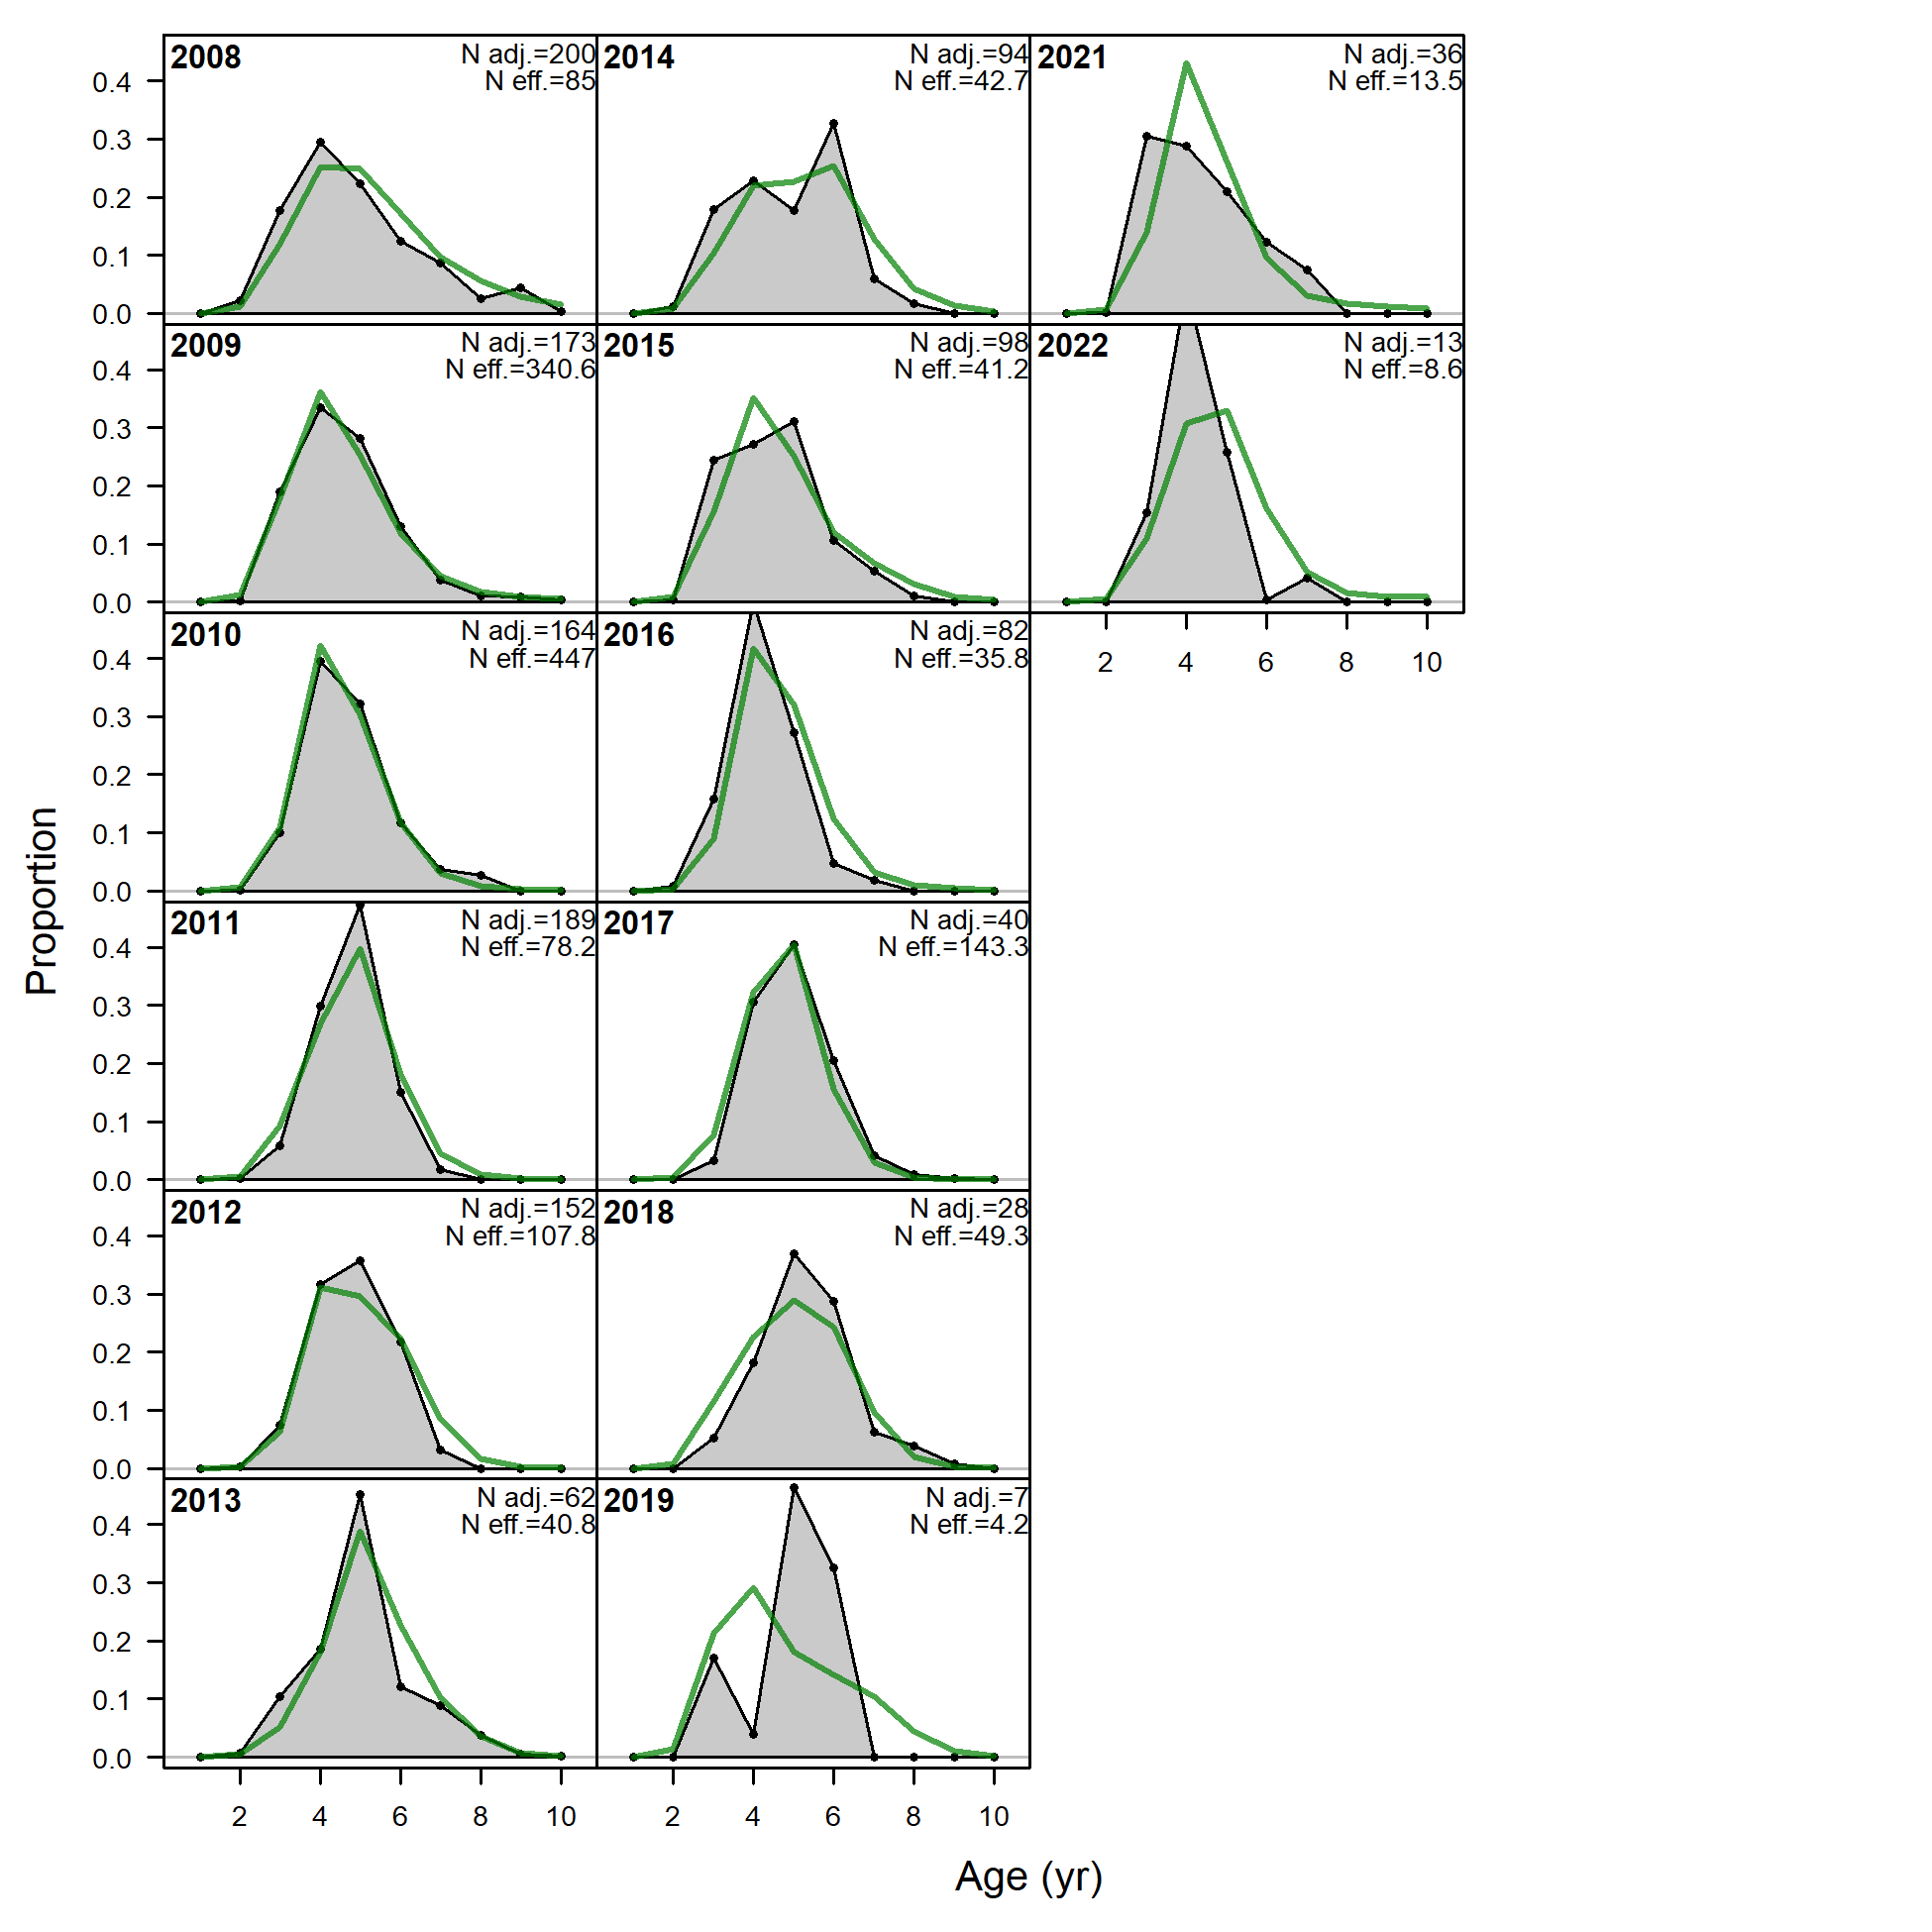 Proportion
2008
N adj.=200
N eff.=85
0.4
0.3
0.2
0.1
0.0
2009
N adj.=173
N eff.=340.6
0.4
0.3
0.2
0.1
0.0
2010
N adj.=164
N eff.=447
0.4
0.3
0.2
0.1
0.0
2011
N adj.=189
N eff.=78.2
0.4
0.3
0.2
0.1
0.0
2012
N adj.=152
N eff.=107.8
0.4
0.3
0.2
0.1
0.0
2013
N adj.=62
N eff.=40.8
0.4
0.3
0.2
0.1
0.0
2 4 6 8 10
2014
N adj.=94
N eff.=42.7
2015
N adj.=98
N eff.=41.2
2016
N adj.=82
N eff.=35.8
2017
N adj.=40
N eff.=143.3
2018
N adj.=28
N eff.=49.3
2019
N adj.=7
N eff.=4.2
2 4 6 8 10
2021
N adj.=36
N eff.=13.5
2022
N adj.=13
N eff.=8.6
2 4 6 8 10
Age (yr)